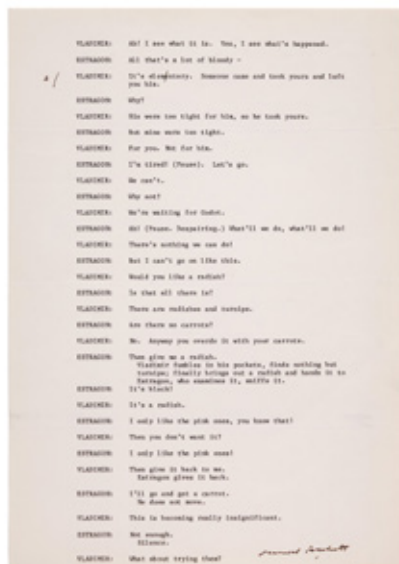 VLADIMIR: Ah! I see what it is. Yes, I see what's happened.
ESTRAGON: All that's a lot of bloody -
VLADIMIR: It's elementary. Someone came and took yours and left
you his.
ESTRAGON: Why?
VLADIMIR: His were too tight for him, so he took yours.
ESTRAGON: But mine were too tight.
VLADIMIR: For you. Not for him.
ESTRAGON: I'm tired! (Pause). Let's go.
VLADIMIR: We can't.
ESTRAGON: Why not?
VLADIMIR: We're waiting for Godot.
ESTRAGON: Ah! (Pause. Despairing.) What'll we do, what'll we do!
VLADIMIR: There's nothing we can do!
ESTRAGON: But I can't go on like this.
VLADIMIR: Would you like a radish?
ESTRAGON: Is that all there is?
VLADIMIR: There are radishes and turnips.
ESTRAGON: Are there no carrots?
VLADIMIR: No. Anyway you overdo it with your carrots.
ESTRAGON: Then give me a radish.
Vladimir fumbles in his pockets, finds nothing but
turnips; finally brings out a radish and hands it to
Estragon, who examines it, sniffs it.
ESTRAGON: It's black!
VLADIMIR: It's a radish.
ESTRAGON: I only like the pink ones, you know that!
VLADIMIR: Then you don't want it?
ESTRAGON: I only like the pink ones!
VLADIMIR: Then give it back to me.
Estragon gives it back.
ESTRAGON: I'll go and get a carrot.
He does not move.
VLADIMIR: This is becoming really insignificant.
ESTRAGON: Not enough.
Silence.
VLADIMIR: What about trying them?
Samuel Beckett